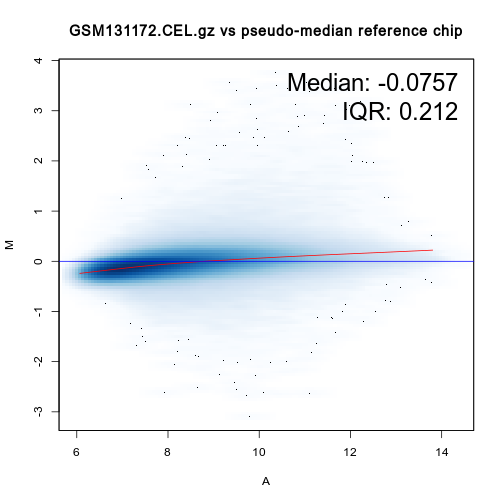 GSM131172.CEL.gz vs pseudo-median reference chip
Median: -0.0757
IQR: 0.212
4
3
2
1
0
-1
-2
-3
M
6 8 10 12 14
A